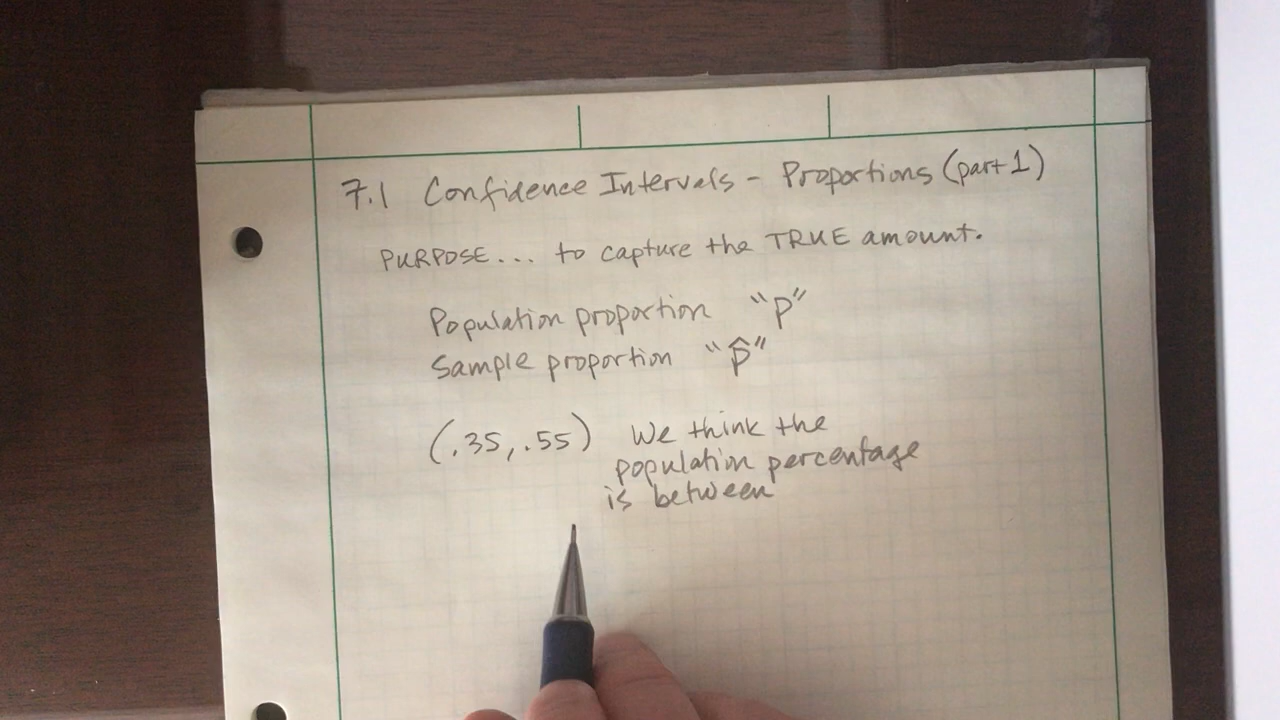 7.1 Confidence Intervals - Proportions (part 1)
PURPOSE... to capture the TRUE amount.
Population proportion "p"
Sample proportion "p̂"
(.35, .55) We think the
population percentage
is between